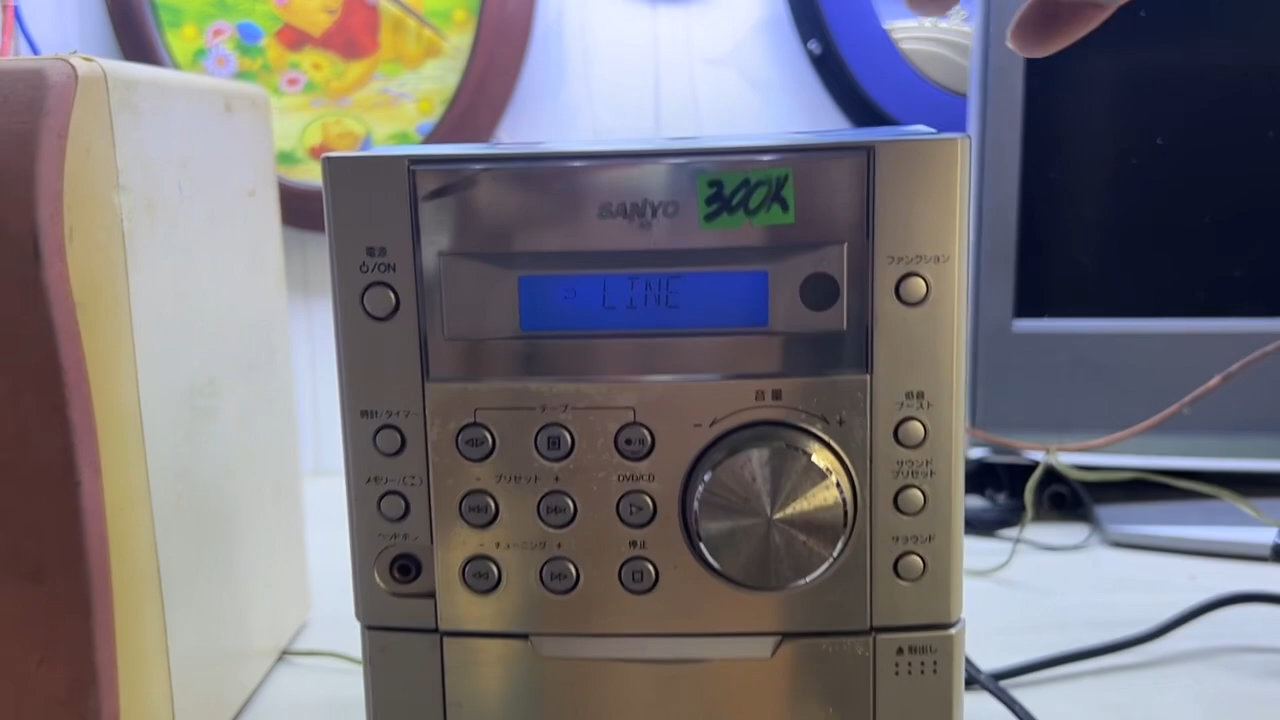 SANYO
300K
電源
⏻/ON
LINE
ファンクション
時計/タイマー
テープ
音量
− +
低音
ブースト
メモリー/
− プリセット +
DVD/CD
サウンド
プリセット
ヘッドホン
− チューニング +
停止
サラウンド
▲取出し